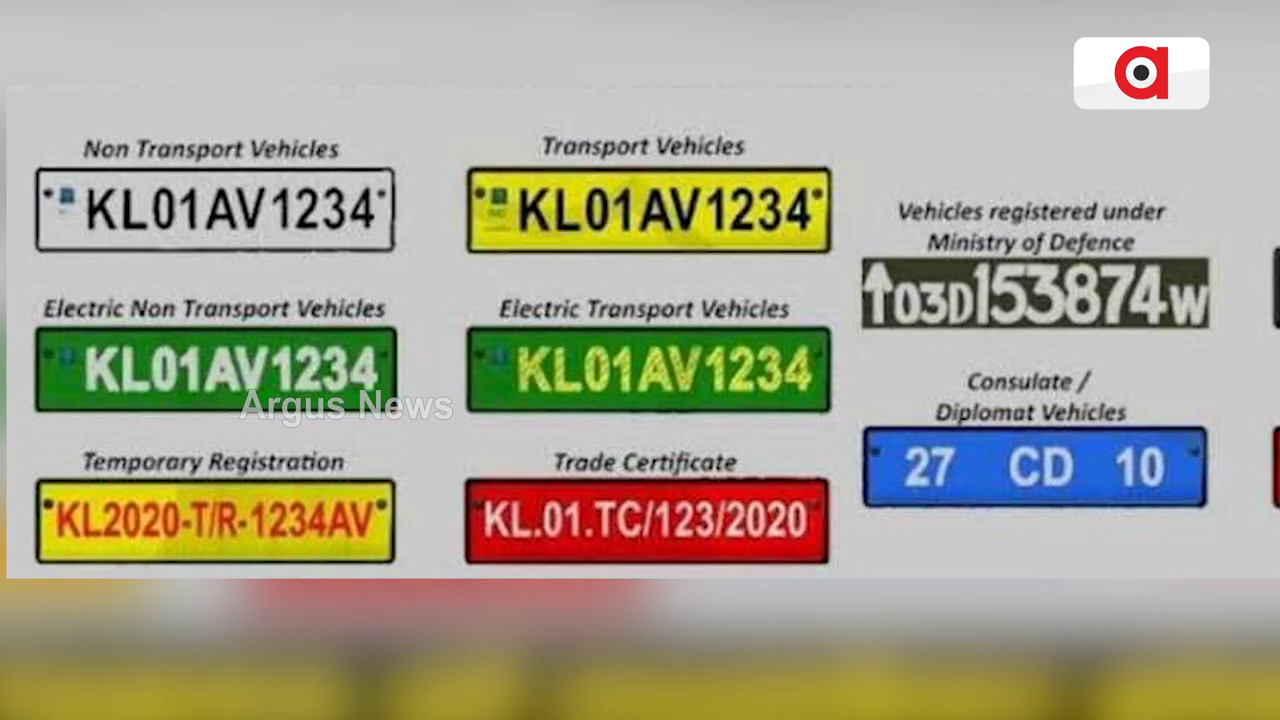 Non Transport Vehicles
KL01AV1234
Transport Vehicles
KL01AV1234
Vehicles registered under
Ministry of Defence
↑03D153874W
Electric Non Transport Vehicles
KL01AV1234
Electric Transport Vehicles
KL01AV1234
Argus News
Consulate /
Diplomat Vehicles
27 CD 10
Temporary Registration
KL2020-T/R-1234AV
Trade Certificate
KL.01.TC/123/2020
a